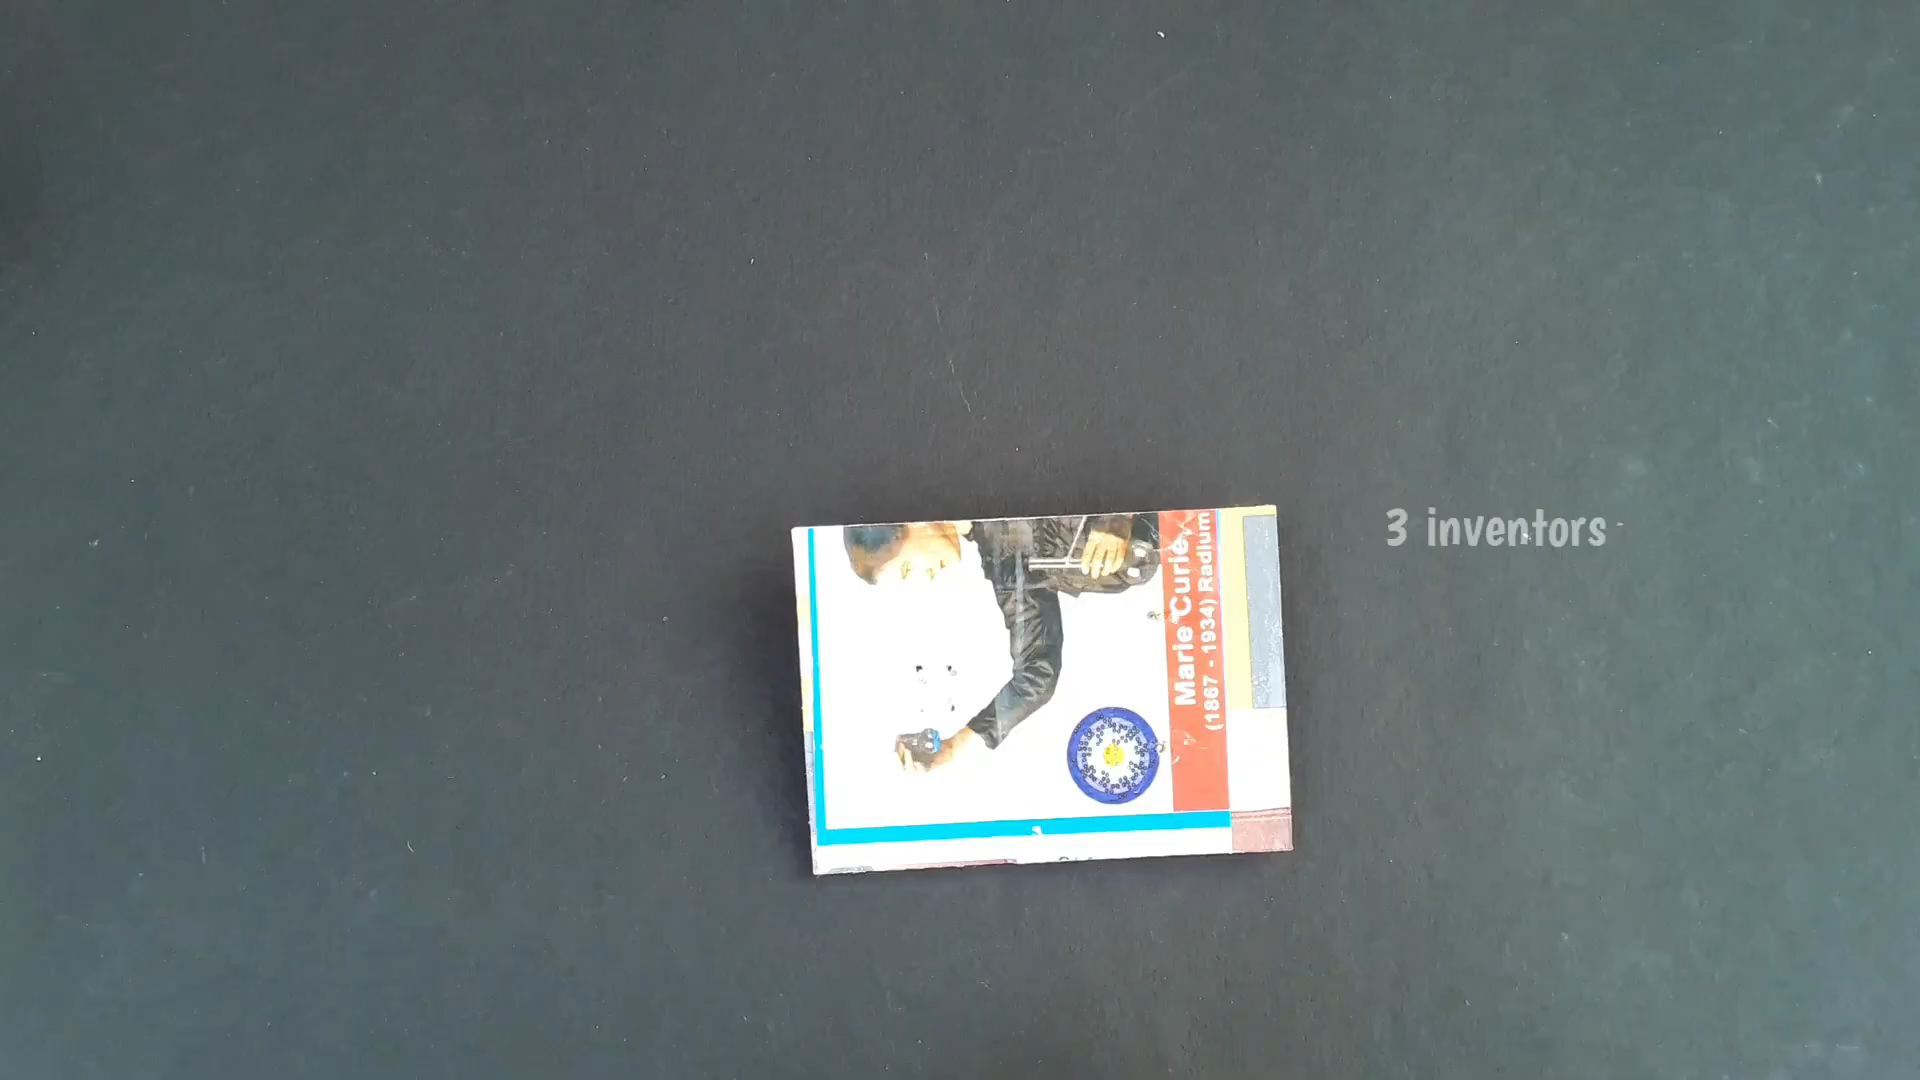 Marie Curie
(1867 - 1934) Radium
3 inventors